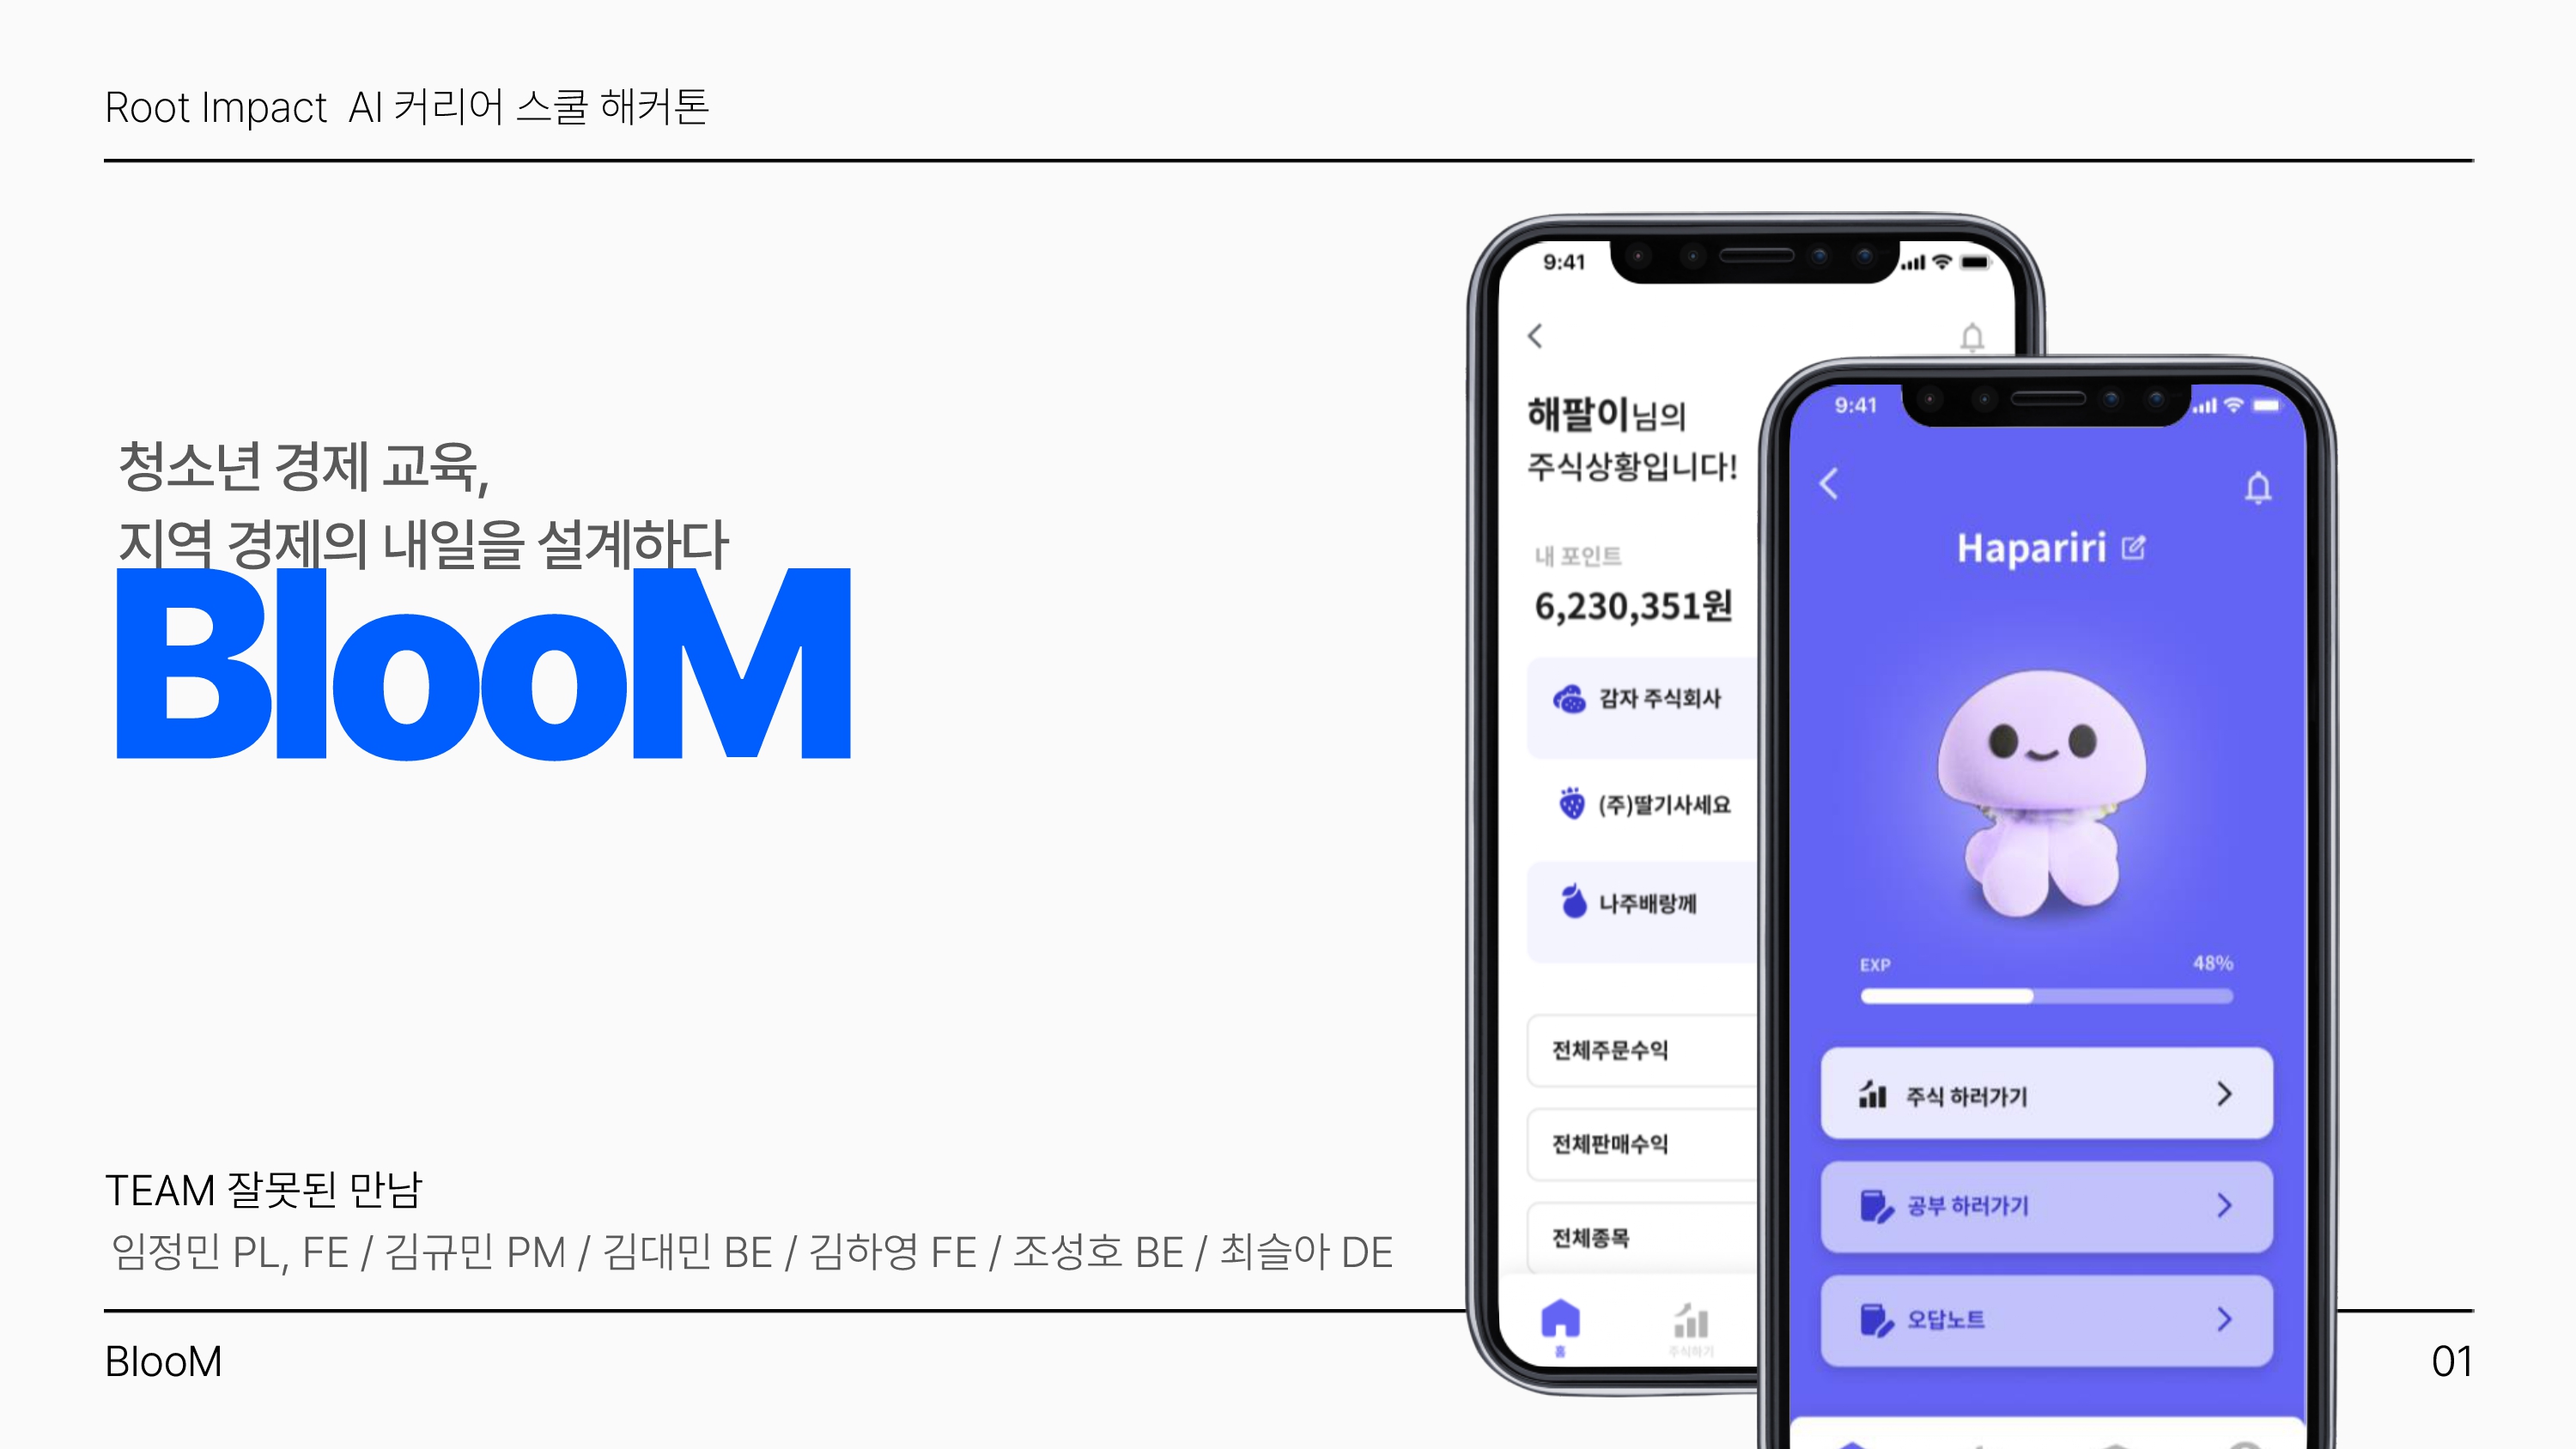 Root Impact AI 커리어 스쿨 해커톤
청소년 경제 교육,
지역 경제의 내일을 설계하다
BlooM
TEAM 잘못된 만남
임정민 PL, FE / 김규민 PM / 김대민 BE / 김하영 FE / 조성호 BE / 최슬아 DE
BlooM
01
9:41
해팔이님의
주식상황입니다!
내 포인트
6,230,351원
감자 주식회사
(주)딸기사세요
나주배랑께
전체주문수익
전체판매수익
전체종목
홈
주식하기
9:41
Hapariri
EXP
48%
주식 하러가기
공부 하러가기
오답노트